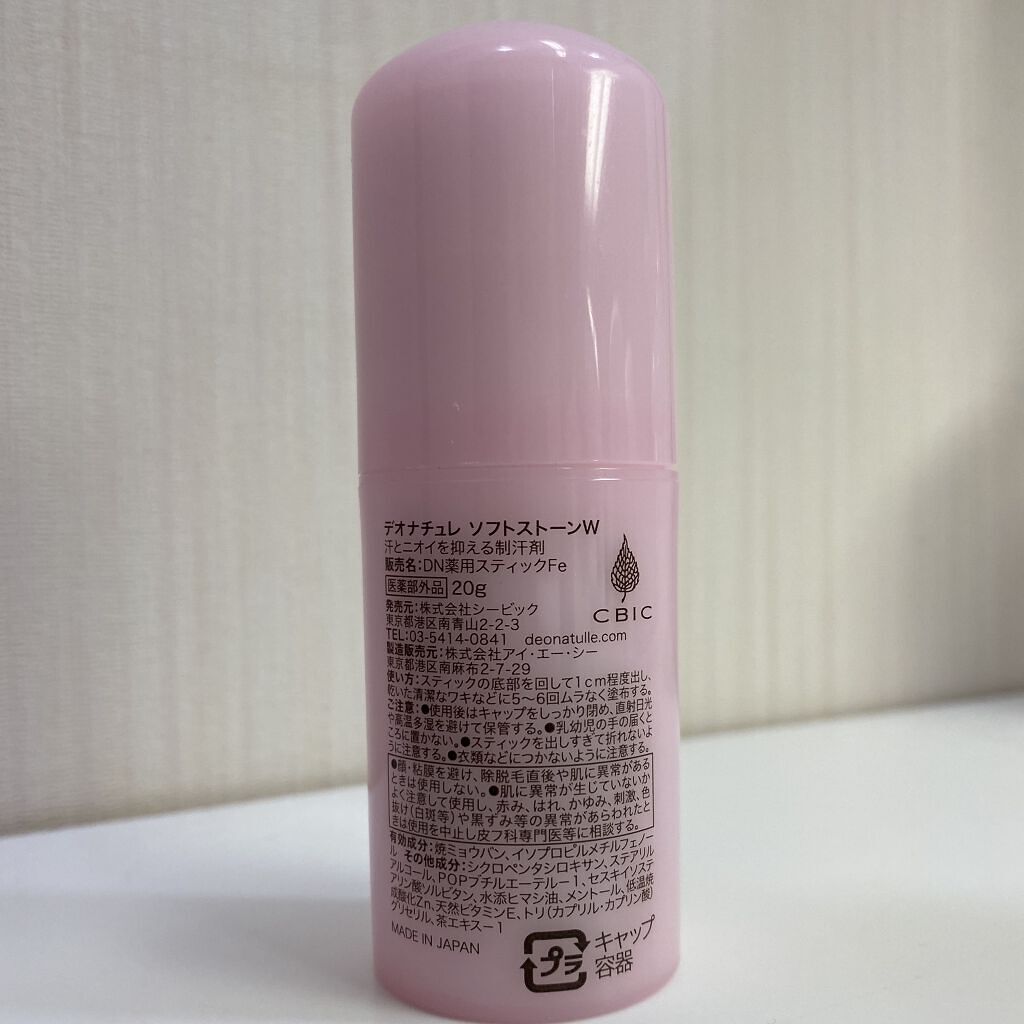 デオナチュレ ソフトストーンW
汗とニオイを抑える制汗剤
販売名:DN薬用スティックFe
医薬部外品 20g
CBIC
発売元:株式会社シービック
東京都港区南青山2-2-3
TEL:03-5414-0841 deonatulle.com
製造販売元:株式会社アイ・エー・シー
東京都港区南麻布2-7-29
使い方:スティックの底部を回して1cm程度出し、
乾いた清潔なワキなどに5〜6回ムラなく塗布する。
ご注意:●使用後はキャップをしっかり閉め、直射日光
や高温多湿を避けて保管する。●乳幼児の手の届くと
ころに置かない。●スティックを出しすぎて折れないよ
うに注意する。●衣類などにつかないように注意する。
●顔・粘膜を避け、除脱毛直後や肌に異常がある
ときは使用しない。●肌に異常が生じていないか
よく注意して使用し、赤み、はれ、かゆみ、刺激、色
抜け(白斑等)や黒ずみ等の異常があらわれたと
きは使用を中止し皮フ科専門医等に相談する。
有効成分:焼ミョウバン、イソプロピルメチルフェノー
ル その他成分:シクロペンタシロキサン、ステアリル
アルコール、POPブチルエーテル-1、セスキイソステ
アリン酸ソルビタン、水添ヒマシ油、メントール、低温焼
成酸化Zn、天然ビタミンE、トリ(カプリル・カプリン酸)
グリセリル、茶エキス-1
MADE IN JAPAN
プラ
キャップ
容器